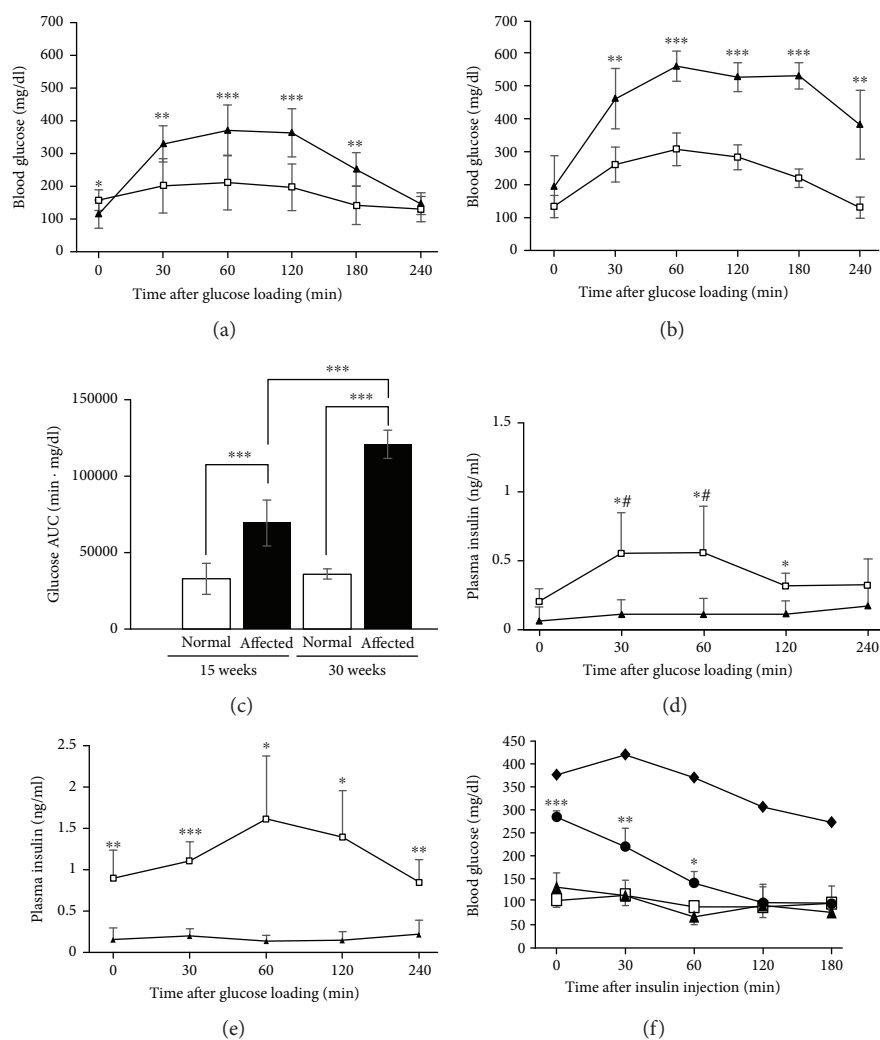 Blood glucose (mg/dl)
700
600
500
400
300
200
100
0
*
**
***
***
**
0 30 60 120 180 240
Time after glucose loading (min)
(a)
Blood glucose (mg/dl)
700
600
500
400
300
200
100
0
**
***
***
***
**
0 30 60 120 180 240
Time after glucose loading (min)
(b)
Glucose AUC (min · mg/dl)
150000
100000
50000
0
***
***
***
Normal Affected Normal Affected
15 weeks 30 weeks
(c)
Plasma insulin (ng/ml)
1.5
1
0.5
0
*#
*#
*
0 30 60 120 240
Time after glucose loading (min)
(d)
Plasma insulin (ng/ml)
2.5
2
1.5
1
0.5
0
**
***
*
*
**
0 30 60 120 240
Time after glucose loading (min)
(e)
Blood glucose (mg/dl)
450
400
350
300
250
200
150
100
50
0
***
**
*
0 30 60 120 180
Time after insulin injection (min)
(f)